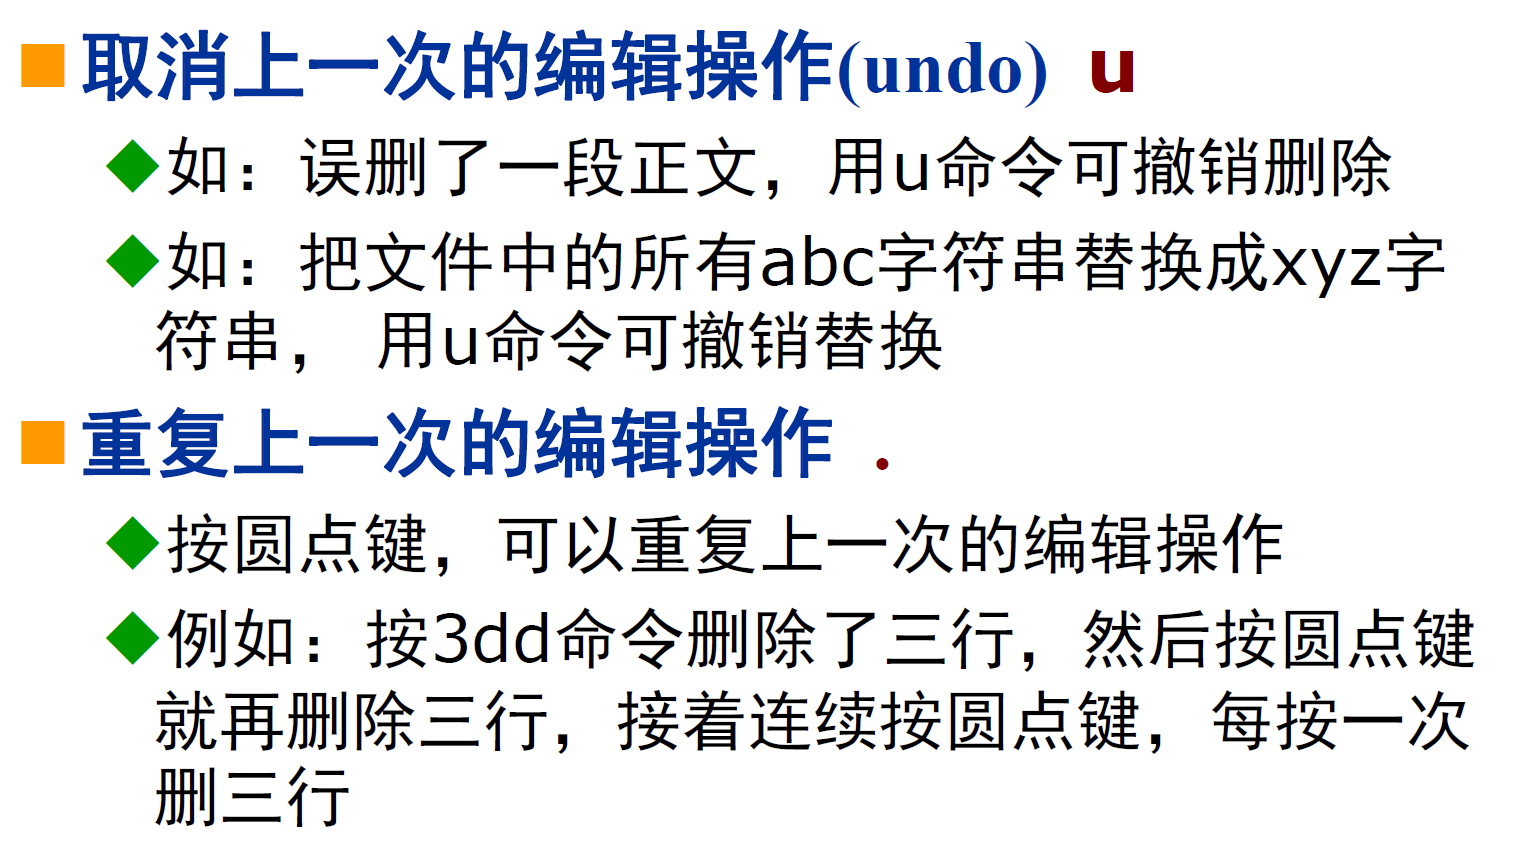 取消上一次的编辑操作(undo) u
如：误删了一段正文，用u命令可撤销删除
如：把文件中的所有abc字符串替换成xyz字
符串， 用u命令可撤销替换
重复上一次的编辑操作 .
按圆点键，可以重复上一次的编辑操作
例如：按3dd命令删除了三行，然后按圆点键
就再删除三行，接着连续按圆点键，每按一次
删三行